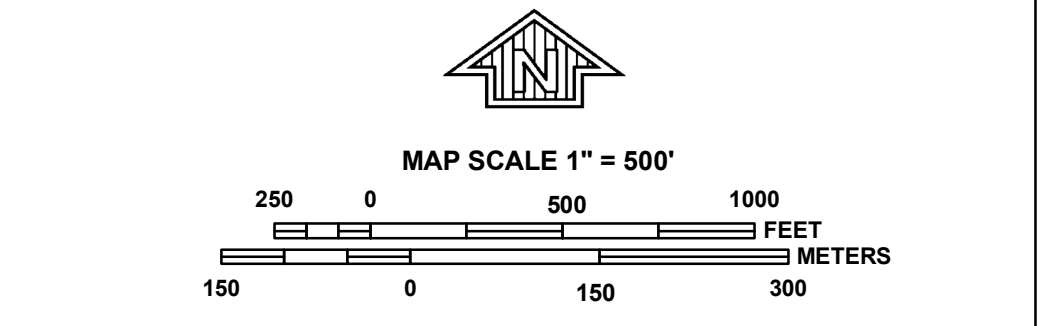 N
MAP SCALE 1" = 500'
250 0 500 1000
FEET
METERS
150 0 150 300